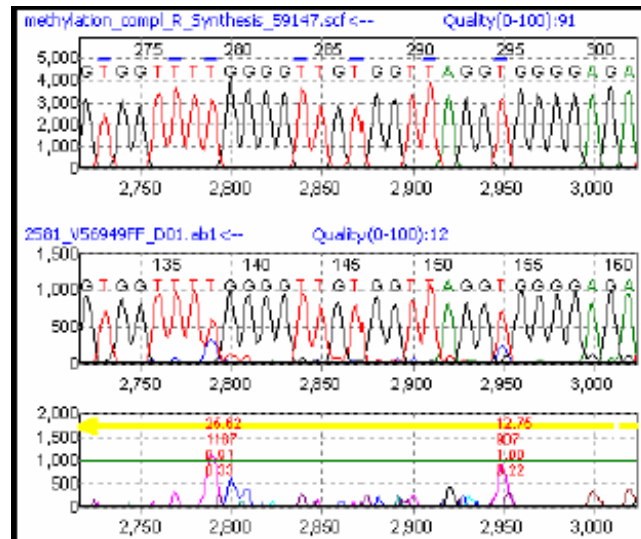 methylation_compl_R_Synthesis_59147.scf<-- Quality(0-100):91
275 280 285 290 295 300 302
5,000
G T G G T T T T G G G G T T G T G G T T A G G T G G G G A G A
4,000
3,000
2,000
1,000
0
2,750 2,800 2,850 2,900 2,950 3,000
2581_V56949FF_D01.ab1<-- Quality(0-100):12
1,500
135 140 145 150 155 160
G T G G T T T T G G G G T T G T G G T T A G G T G G G G A G A
1,000
500
0
2,750 2,800 2,850 2,900 2,950 3,000
2,000
26.62 12.75
1,500
1187 907
1,000
0.91 1.00
500
0.33 0.22
0
2,750 2,800 2,850 2,900 2,950 3,000